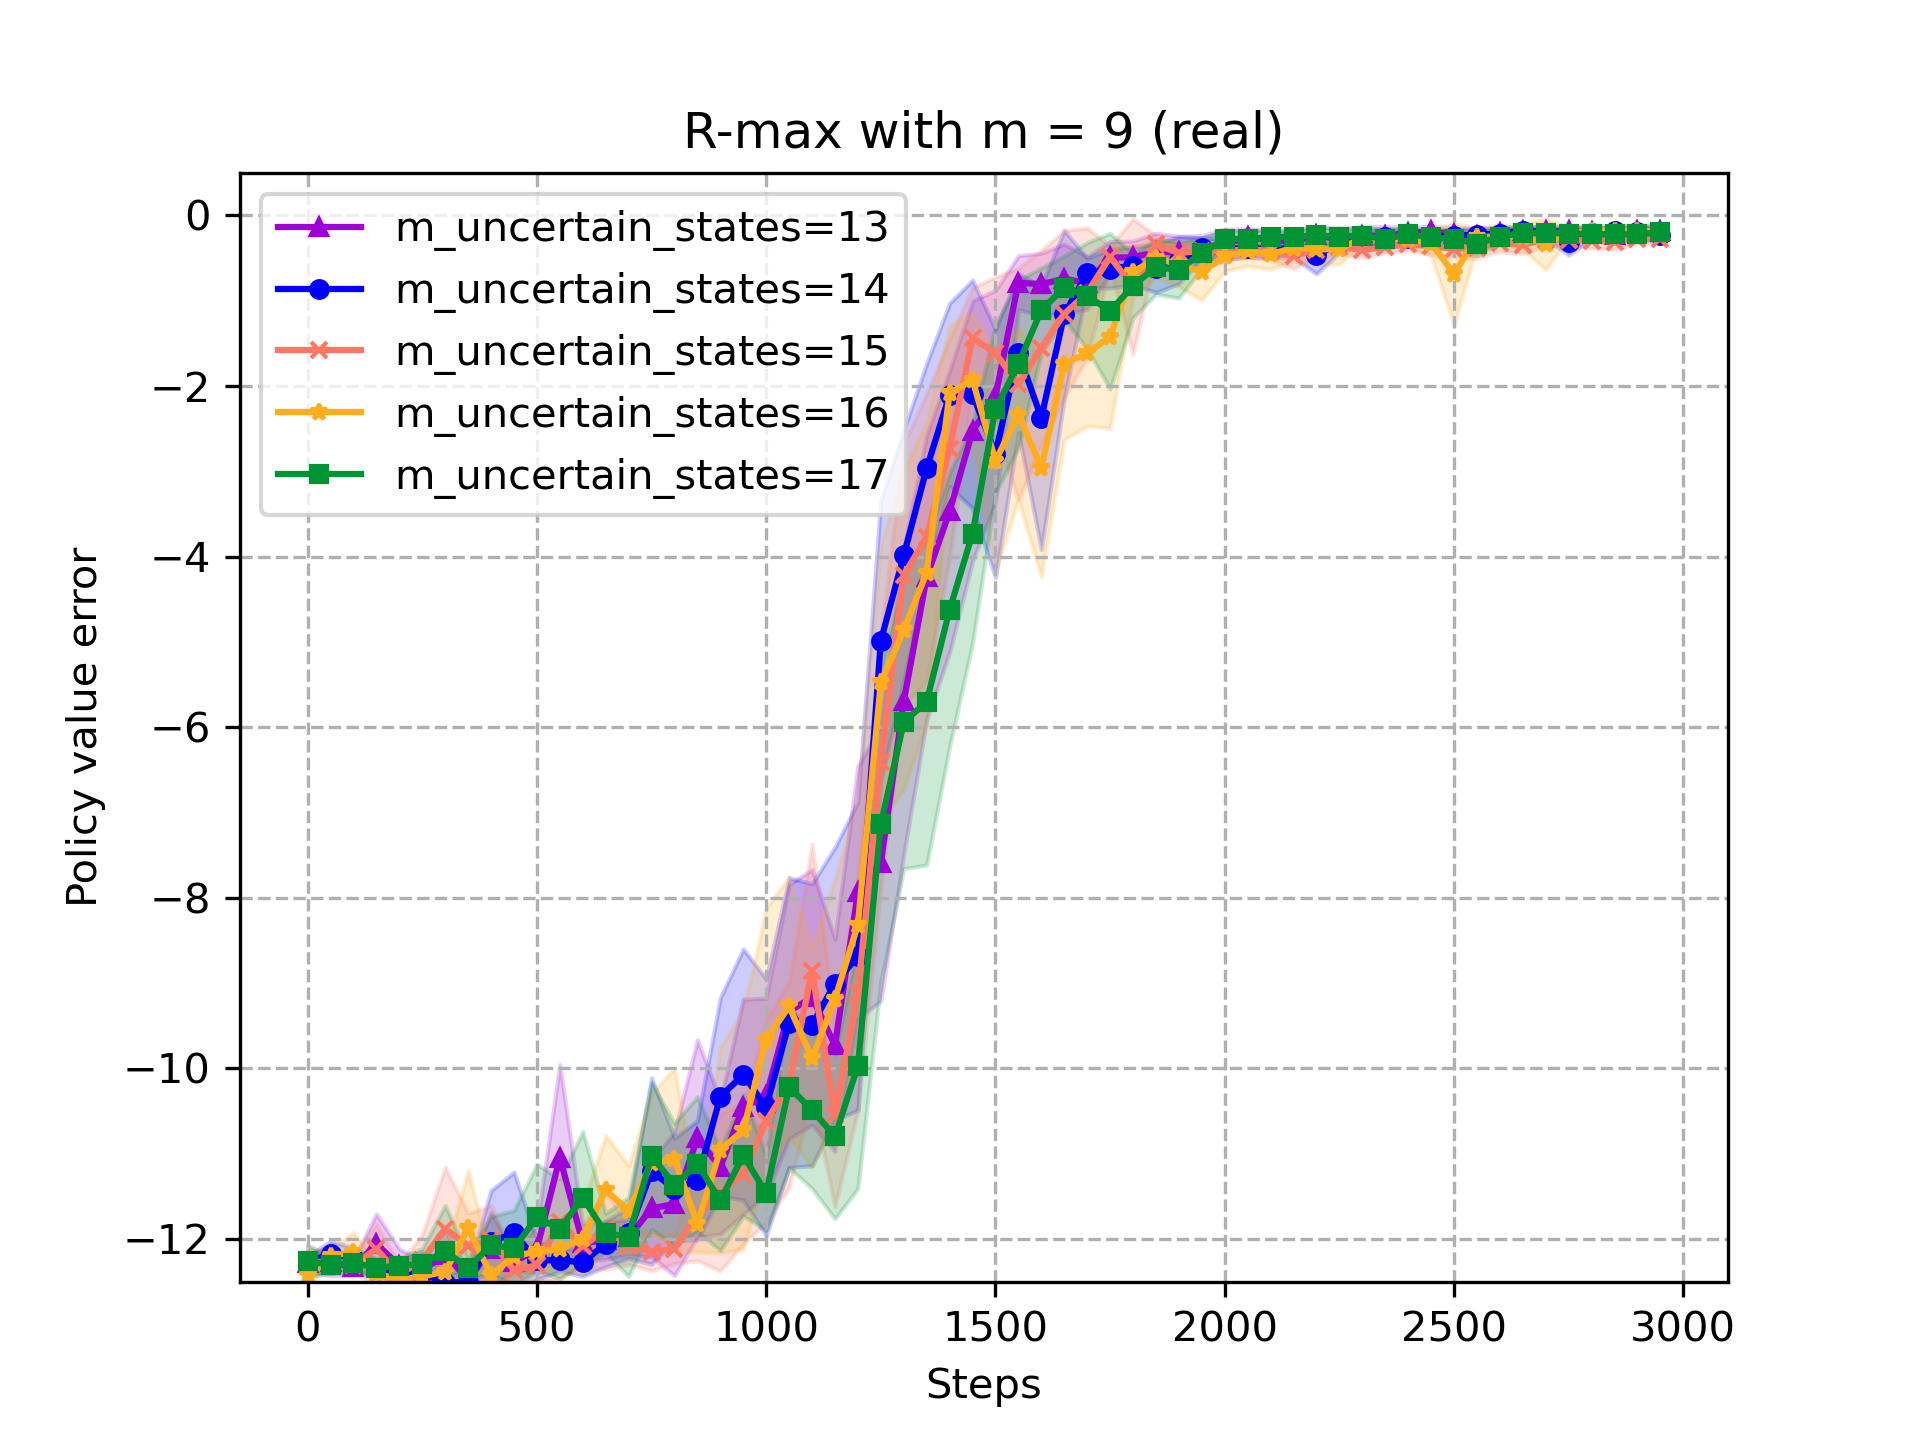 R-max with m = 9 (real)
m_uncertain_states=13
m_uncertain_states=14
m_uncertain_states=15
m_uncertain_states=16
m_uncertain_states=17
Policy value error
0
−2
−4
−6
−8
−10
−12
0 500 1000 1500 2000 2500 3000
Steps